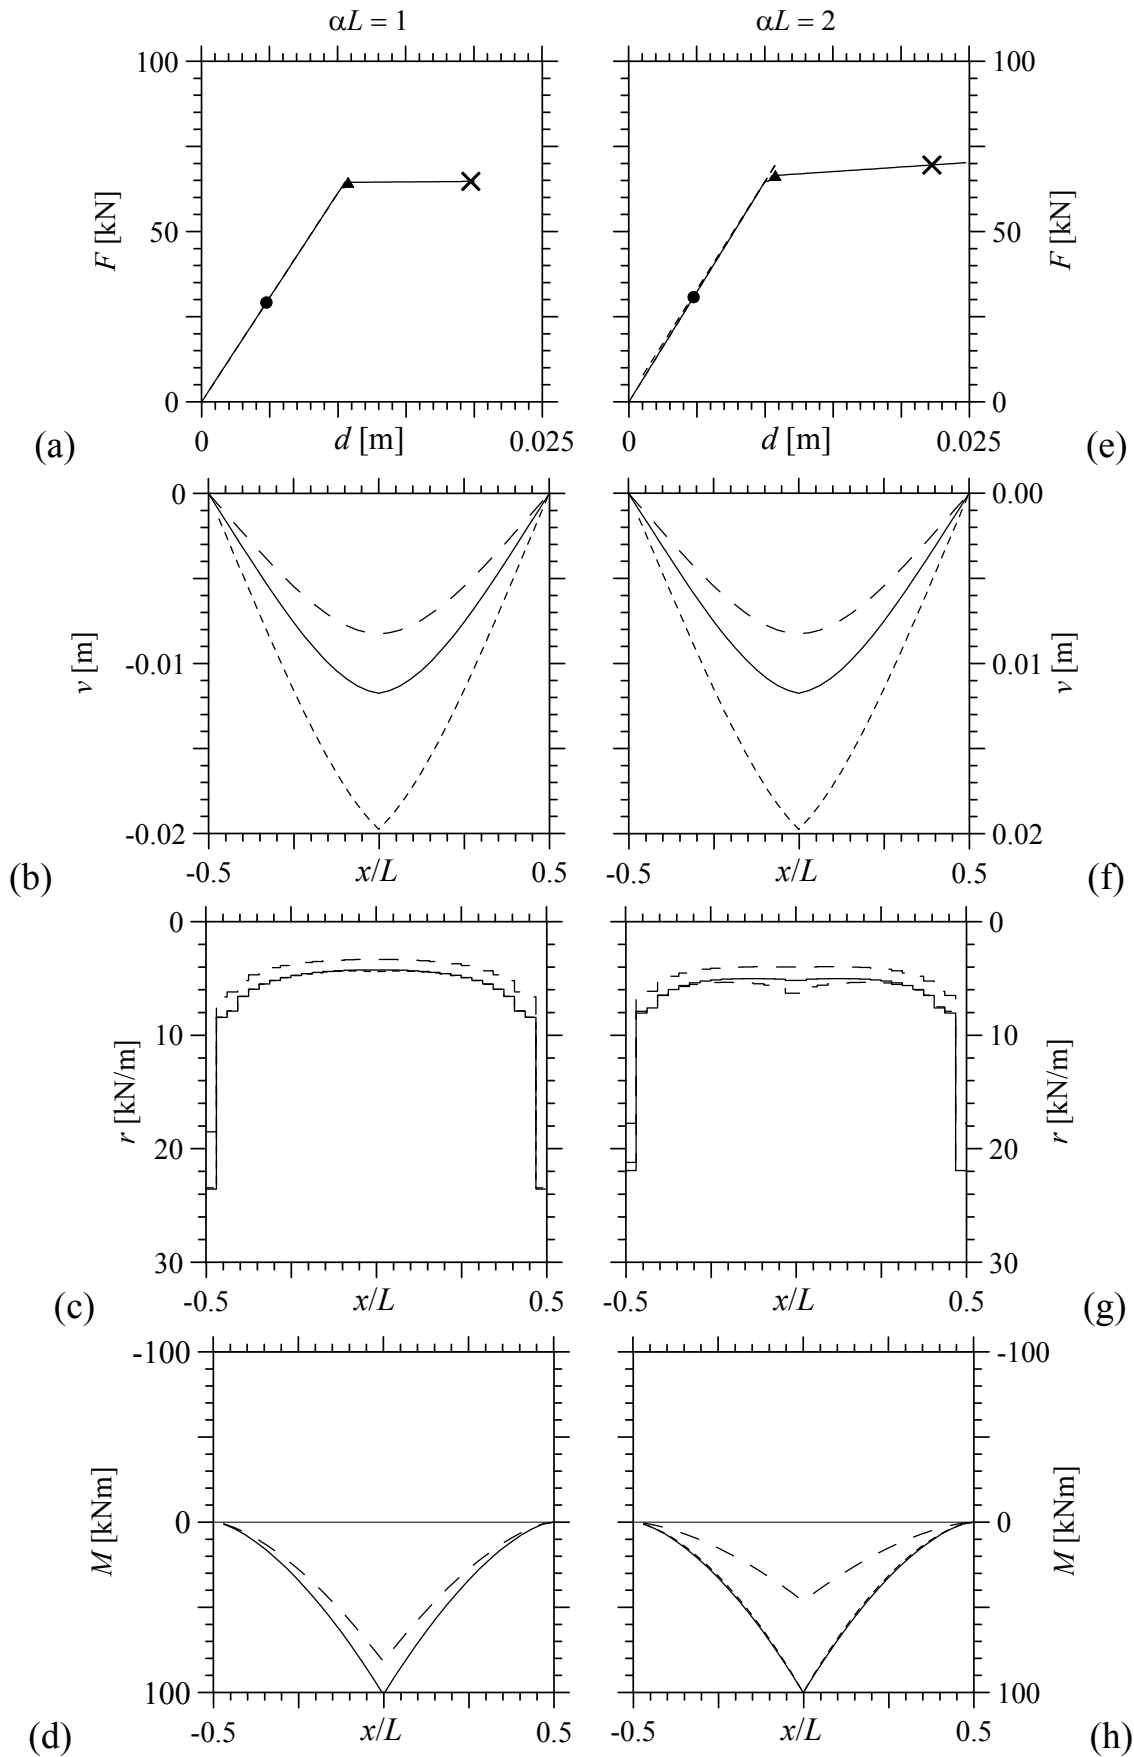 αL = 1 αL = 2
100 100
F [kN] F [kN]
50 50
0 0
(a) 0 d [m] 0.025 0 d [m] 0.025 (e)
0 0.00
v [m] v [m]
-0.01 0.01
-0.02 0.02
(b) -0.5 x/L 0.5 -0.5 x/L 0.5 (f)
0 0
10 10
r [kN/m] r [kN/m]
20 20
30 30
(c) -0.5 x/L 0.5 -0.5 x/L 0.5 (g)
-100 -100
M [kNm] M [kNm]
0 0
100 100
(d) -0.5 x/L 0.5 -0.5 x/L 0.5 (h)